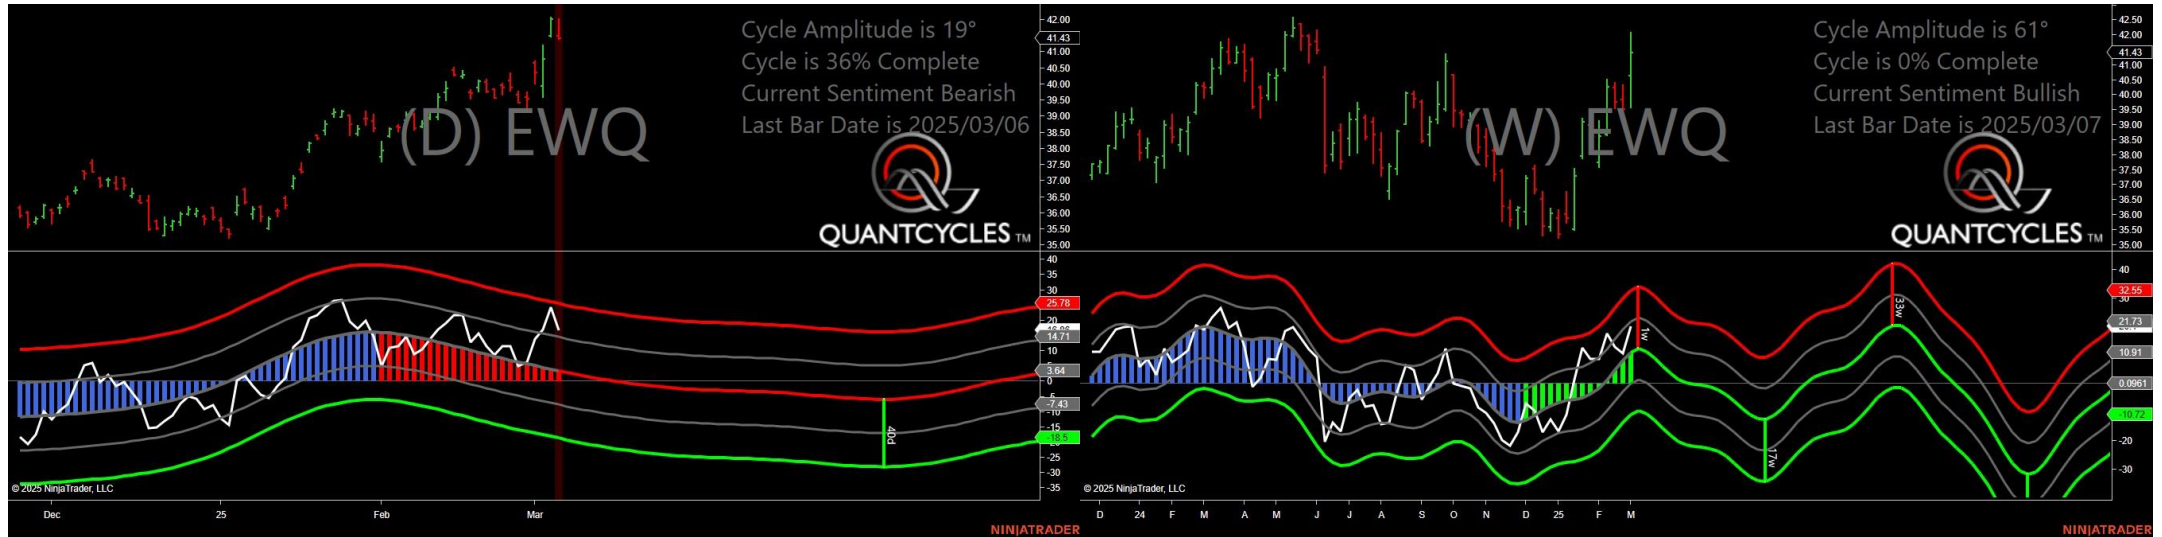 Cycle Amplitude is 19°
Cycle is 36% Complete
Current Sentiment Bearish
Last Bar Date is 2025/03/06
(D) EWQ
QUANTCYCLES TM
42.00
41.43
41.00
40.50
40.00
39.50
39.00
38.50
38.00
37.50
37.00
36.50
36.00
35.50
35.00
40
35
30
25.78
20
14.71
10
3.64
0
-5
-7.43
-10
-15
-18.5
-25
-30
-35
40d
© 2025 NinjaTrader, LLC
Dec
25
Feb
Mar
NINJATRADER
Cycle Amplitude is 61°
Cycle is 0% Complete
Current Sentiment Bullish
Last Bar Date is 2025/03/07
(W) EWQ
QUANTCYCLES TM
42.50
42.00
41.43
41.00
40.50
40.00
39.50
39.00
38.50
38.00
37.50
37.00
36.50
36.00
35.50
35.00
40
32.55
30
21.73
10.91
0.0961
-10.72
-20
-30
1w
33w
17w
© 2025 NinjaTrader, LLC
D
24
F
M
A
M
J
J
A
S
O
N
D
25
F
M
NINJATRADER